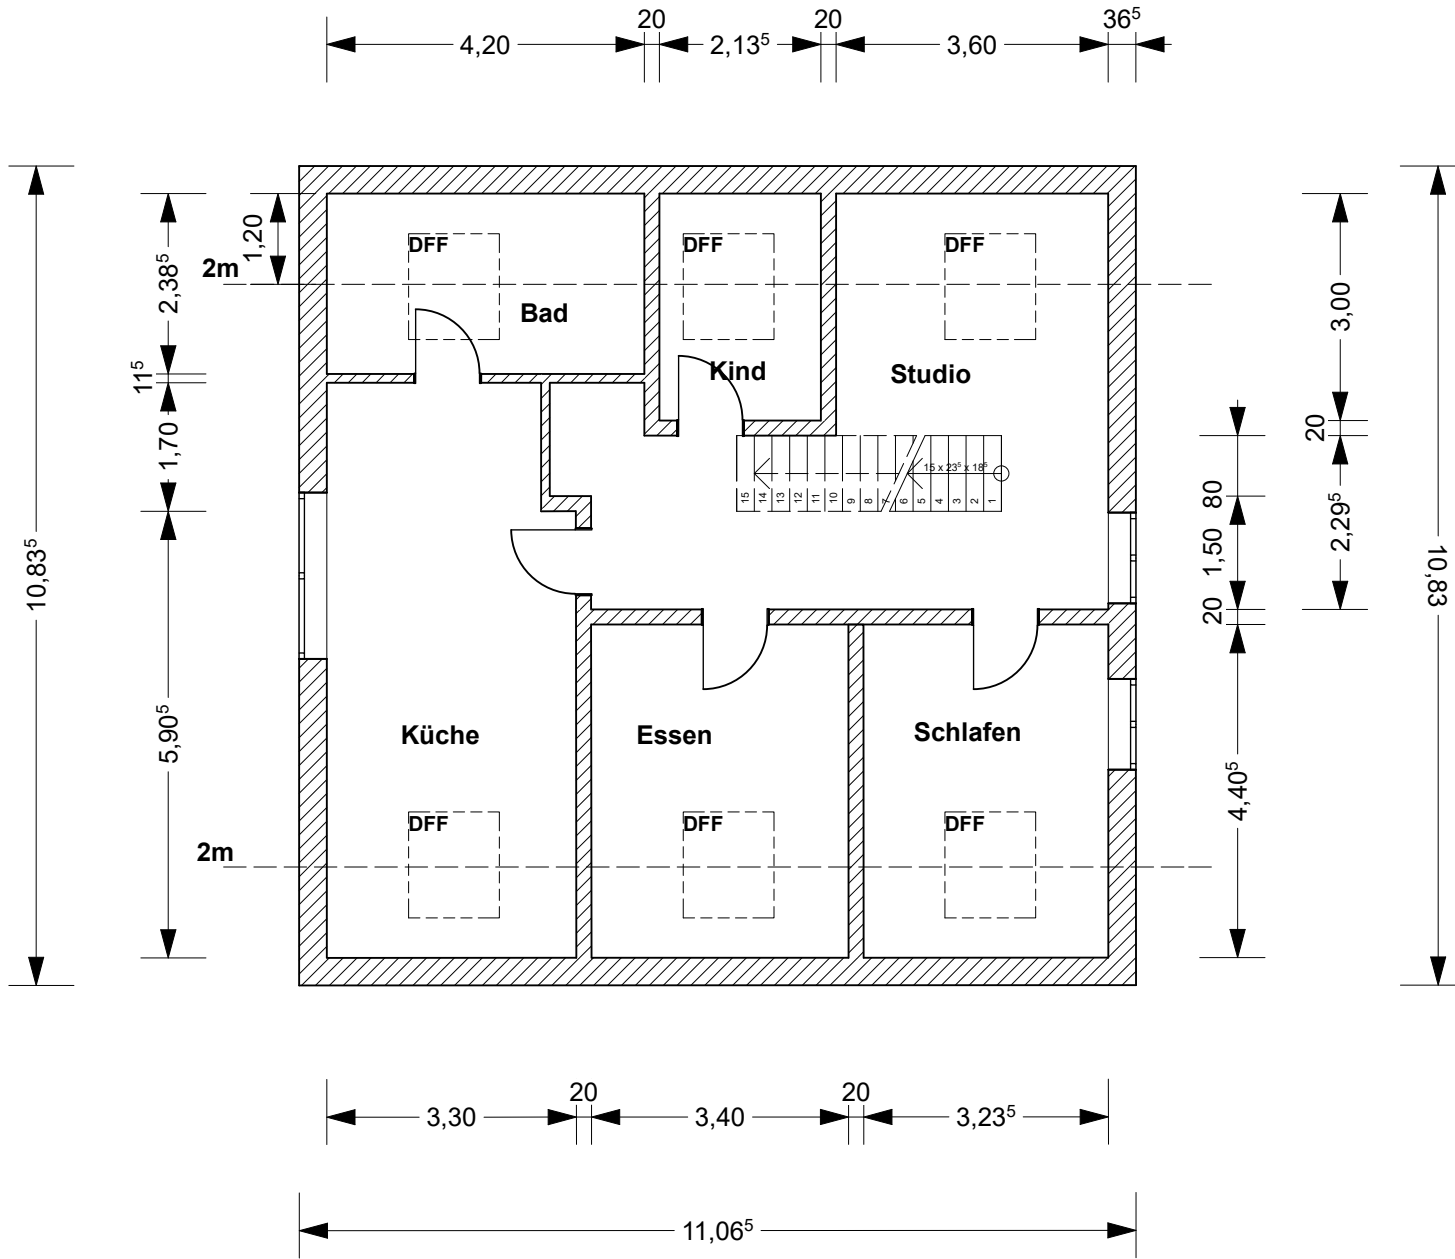 20 20 36⁵
4,20 2,13⁵ 3,60
1,20
2m
2,38⁵
11⁵
1,70
5,90⁵
10,83⁵
2m
DFF
Bad
DFF
Kind
DFF
Studio
15 x 23⁵ x 18⁵
15 14 13 12 11 10 9 8 7 6 5 4 3 2 1
Küche
Essen
Schlafen
DFF
DFF
DFF
3,00
20
2,29⁵
80
1,50
20
4,40⁵
10,83
20 20
3,30 3,40 3,23⁵
11,06⁵